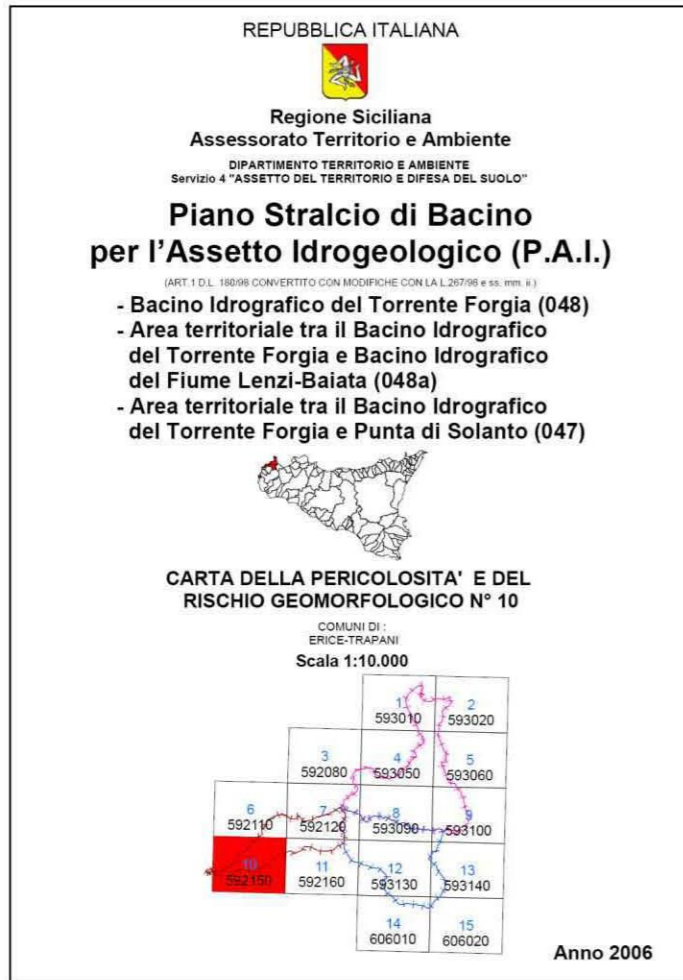 REPUBBLICA ITALIANA
Regione Siciliana
Assessorato Territorio e Ambiente
DIPARTIMENTO TERRITORIO E AMBIENTE
Servizio 4 "ASSETTO DEL TERRITORIO E DIFESA DEL SUOLO"
Piano Stralcio di Bacino
per l'Assetto Idrogeologico (P.A.I.)
(ART.1 D.L. 180/98 CONVERTITO CON MODIFICHE CON LA L.267/98 e ss. mm. ii.)
- Bacino Idrografico del Torrente Forgia (048)
- Area territoriale tra il Bacino Idrografico
del Torrente Forgia e Bacino Idrografico
del Fiume Lenzi-Baiata (048a)
- Area territoriale tra il Bacino Idrografico
del Torrente Forgia e Punta di Solanto (047)
CARTA DELLA PERICOLOSITA' E DEL
RISCHIO GEOMORFOLOGICO N° 10
COMUNI DI :
ERICE-TRAPANI
Scala 1:10.000
1 2
593010 593020
3 4 5
592080 593050 593060
6 7 8 9
592110 592120 593090 593100
10 11 12 13
592150 592160 593130 593140
14 15
606010 606020
Anno 2006